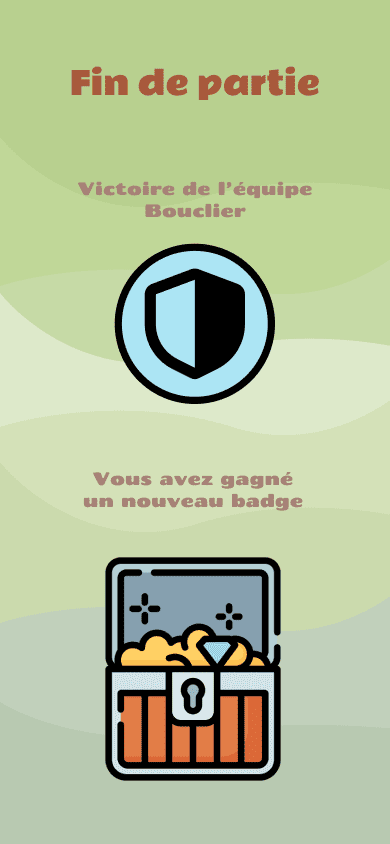 Fin de partie
Victoire de l'équipe
Bouclier
Vous avez gagné
un nouveau badge